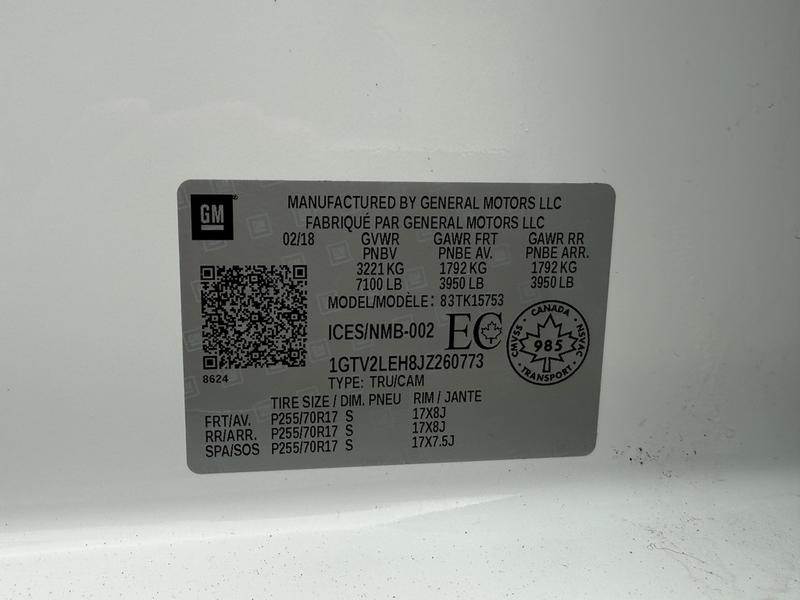 GM
MANUFACTURED BY GENERAL MOTORS LLC
FABRIQUÉ PAR GENERAL MOTORS LLC
02/18 GVWR GAWR FRT GAWR RR
PNBV PNBE AV. PNBE ARR.
3221 KG 1792 KG 1792 KG
7100 LB 3950 LB 3950 LB
MODEL/MODÈLE: 83TK15753
ICES/NMB-002 EC
CANADA
CMVSS 985 NSVAC
TRANSPORT
1GTV2LEH8JZ260773
8624
TYPE: TRU/CAM
TIRE SIZE / DIM. PNEU RIM / JANTE
FRT/AV. P255/70R17 S 17X8J
RR/ARR. P255/70R17 S 17X8J
SPA/SOS P255/70R17 S 17X7.5J